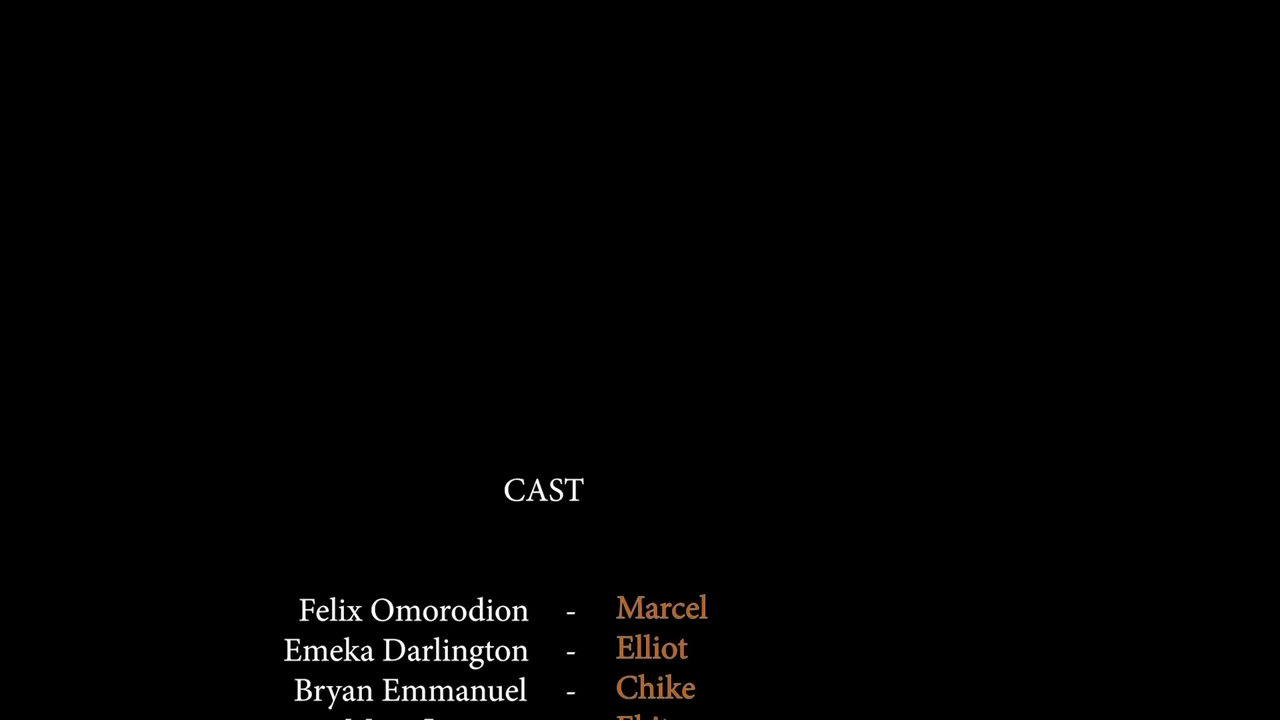 CAST
Felix Omorodion - Marcel
Emeka Darlington - Elliot
Bryan Emmanuel - Chike